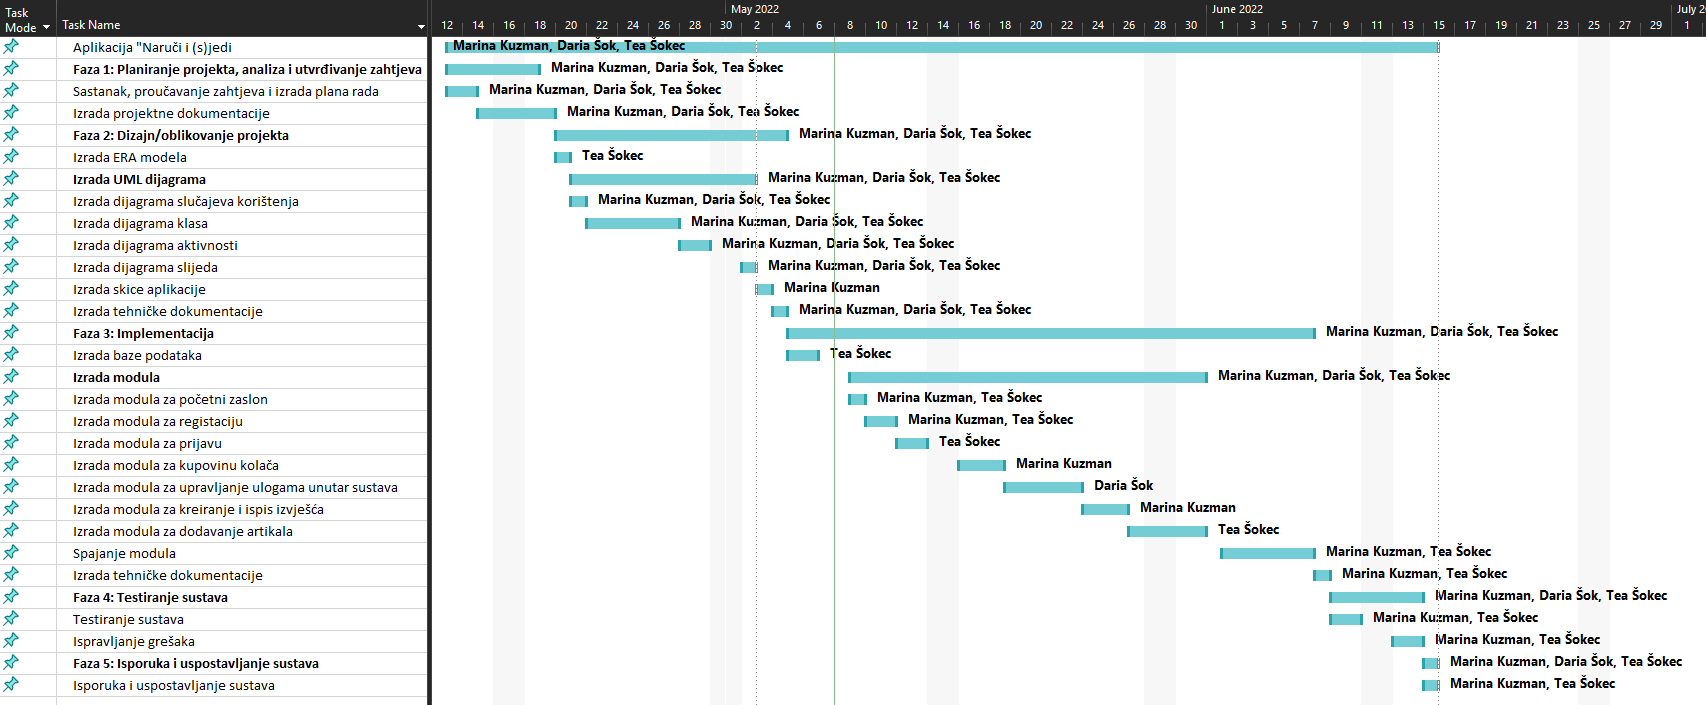 Task Mode Task Name May 2022 June 2022 July 2
12 14 16 18 20 22 24 26 28 30 2 4 6 8 10 12 14 16 18 20 22 24 26 28 30 1 3 5 7 9 11 13 15 17 19 21 23 25 27 29 1
Aplikacija "Naruči i (s)jedi Marina Kuzman, Daria Šok, Tea Šokec
Faza 1: Planiranje projekta, analiza i utvrđivanje zahtjeva Marina Kuzman, Daria Šok, Tea Šokec
Sastanak, proučavanje zahtjeva i izrada plana rada Marina Kuzman, Daria Šok, Tea Šokec
Izrada projektne dokumentacije Marina Kuzman, Daria Šok, Tea Šokec
Faza 2: Dizajn/oblikovanje projekta Marina Kuzman, Daria Šok, Tea Šokec
Izrada ERA modela Tea Šokec
Izrada UML dijagrama Marina Kuzman, Daria Šok, Tea Šokec
Izrada dijagrama slučajeva korištenja Marina Kuzman, Daria Šok, Tea Šokec
Izrada dijagrama klasa Marina Kuzman, Daria Šok, Tea Šokec
Izrada dijagrama aktivnosti Marina Kuzman, Daria Šok, Tea Šokec
Izrada dijagrama slijeda Marina Kuzman, Daria Šok, Tea Šokec
Izrada skice aplikacije Marina Kuzman
Izrada tehničke dokumentacije Marina Kuzman, Daria Šok, Tea Šokec
Faza 3: Implementacija Marina Kuzman, Daria Šok, Tea Šokec
Izrada baze podataka Tea Šokec
Izrada modula Marina Kuzman, Daria Šok, Tea Šokec
Izrada modula za početni zaslon Marina Kuzman, Tea Šokec
Izrada modula za registaciju Marina Kuzman, Tea Šokec
Izrada modula za prijavu Tea Šokec
Izrada modula za kupovinu kolača Marina Kuzman
Izrada modula za upravljanje ulogama unutar sustava Daria Šok
Izrada modula za kreiranje i ispis izvješća Marina Kuzman
Izrada modula za dodavanje artikala Tea Šokec
Spajanje modula Marina Kuzman, Tea Šokec
Izrada tehničke dokumentacije Marina Kuzman, Tea Šokec
Faza 4: Testiranje sustava Marina Kuzman, Daria Šok, Tea Šokec
Testiranje sustava Marina Kuzman, Tea Šokec
Ispravljanje grešaka Marina Kuzman, Tea Šokec
Faza 5: Isporuka i uspostavljanje sustava Marina Kuzman, Daria Šok, Tea Šokec
Isporuka i uspostavljanje sustava Marina Kuzman, Tea Šokec